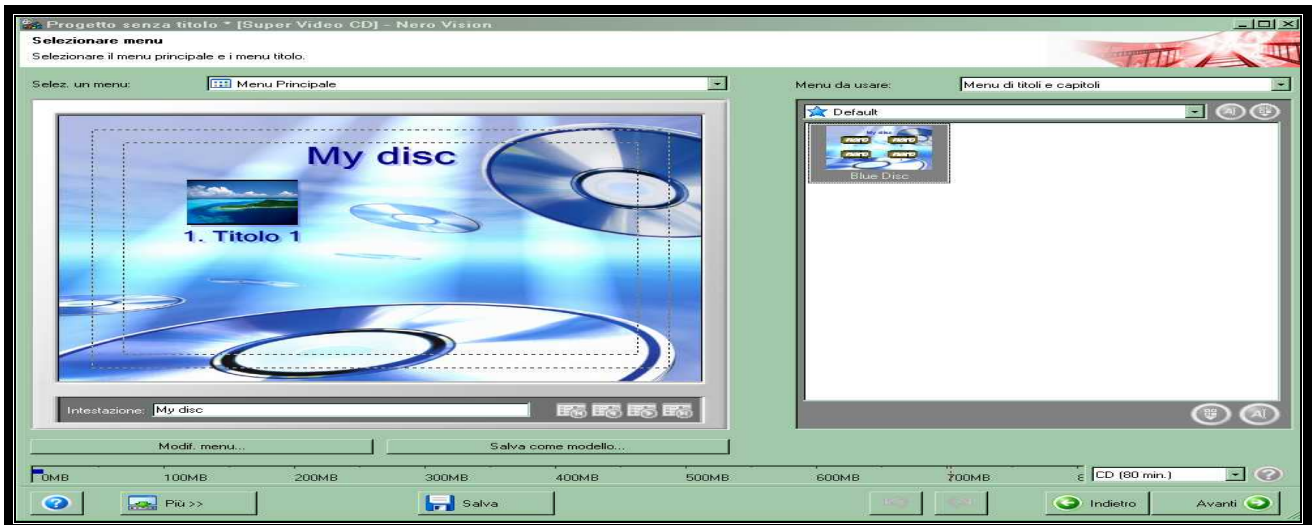 Progetto senza titolo * [Super Video CD] - Nero Vision
Selezionare menu
Selezionare il menu principale e i menu titolo.
Selez. un menu: Menu Principale
Menu da usare: Menu di titoli e capitoli
Default
My disc
1. Titolo 1
Blue Disc
Intestazione: My disc
Modif. menu... Salva come modello...
0MB 100MB 200MB 300MB 400MB 500MB 600MB 700MB CD (80 min.)
Più >> Salva Indietro Avanti